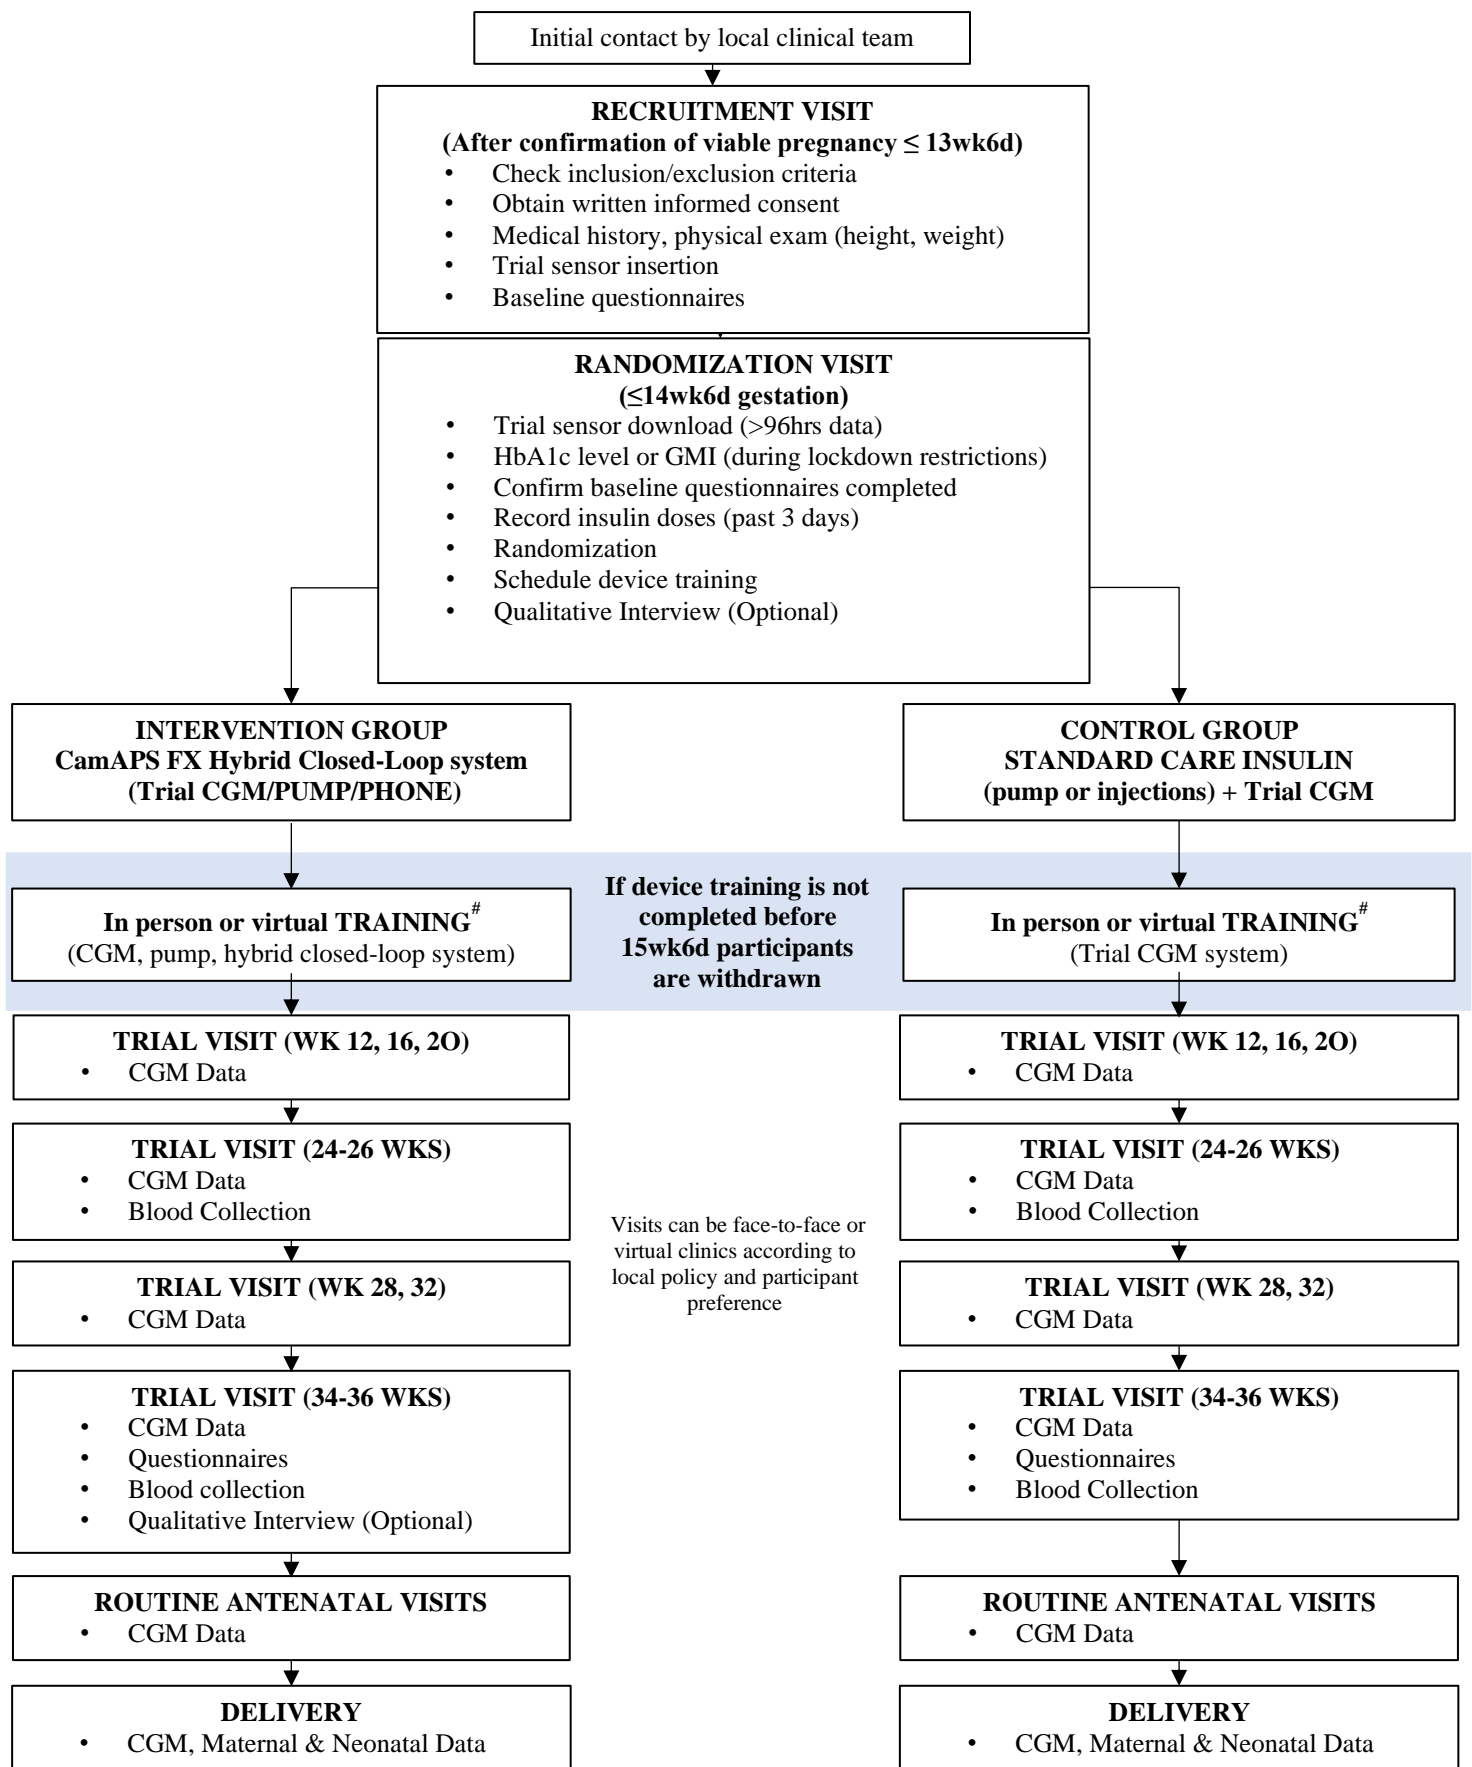 Initial contact by local clinical team
RECRUITMENT VISIT
(After confirmation of viable pregnancy ≤ 13wk6d)
• Check inclusion/exclusion criteria
• Obtain written informed consent
• Medical history, physical exam (height, weight)
• Trial sensor insertion
• Baseline questionnaires
RANDOMIZATION VISIT
(≤14wk6d gestation)
• Trial sensor download (>96hrs data)
• HbA1c level or GMI (during lockdown restrictions)
• Confirm baseline questionnaires completed
• Record insulin doses (past 3 days)
• Randomization
• Schedule device training
• Qualitative Interview (Optional)
INTERVENTION GROUP
CamAPS FX Hybrid Closed-Loop system
(Trial CGM/PUMP/PHONE)
CONTROL GROUP
STANDARD CARE INSULIN
(pump or injections) + Trial CGM
In person or virtual TRAINING#
(CGM, pump, hybrid closed-loop system)
If device training is not
completed before
15wk6d participants
are withdrawn
In person or virtual TRAINING#
(Trial CGM system)
TRIAL VISIT (WK 12, 16, 2O)
• CGM Data
TRIAL VISIT (WK 12, 16, 2O)
• CGM Data
TRIAL VISIT (24-26 WKS)
• CGM Data
• Blood Collection
TRIAL VISIT (24-26 WKS)
• CGM Data
• Blood Collection
Visits can be face-to-face or
virtual clinics according to
local policy and participant
preference
TRIAL VISIT (WK 28, 32)
• CGM Data
TRIAL VISIT (WK 28, 32)
• CGM Data
TRIAL VISIT (34-36 WKS)
• CGM Data
• Questionnaires
• Blood collection
• Qualitative Interview (Optional)
TRIAL VISIT (34-36 WKS)
• CGM Data
• Questionnaires
• Blood Collection
ROUTINE ANTENATAL VISITS
• CGM Data
ROUTINE ANTENATAL VISITS
• CGM Data
DELIVERY
• CGM, Maternal & Neonatal Data
DELIVERY
• CGM, Maternal & Neonatal Data